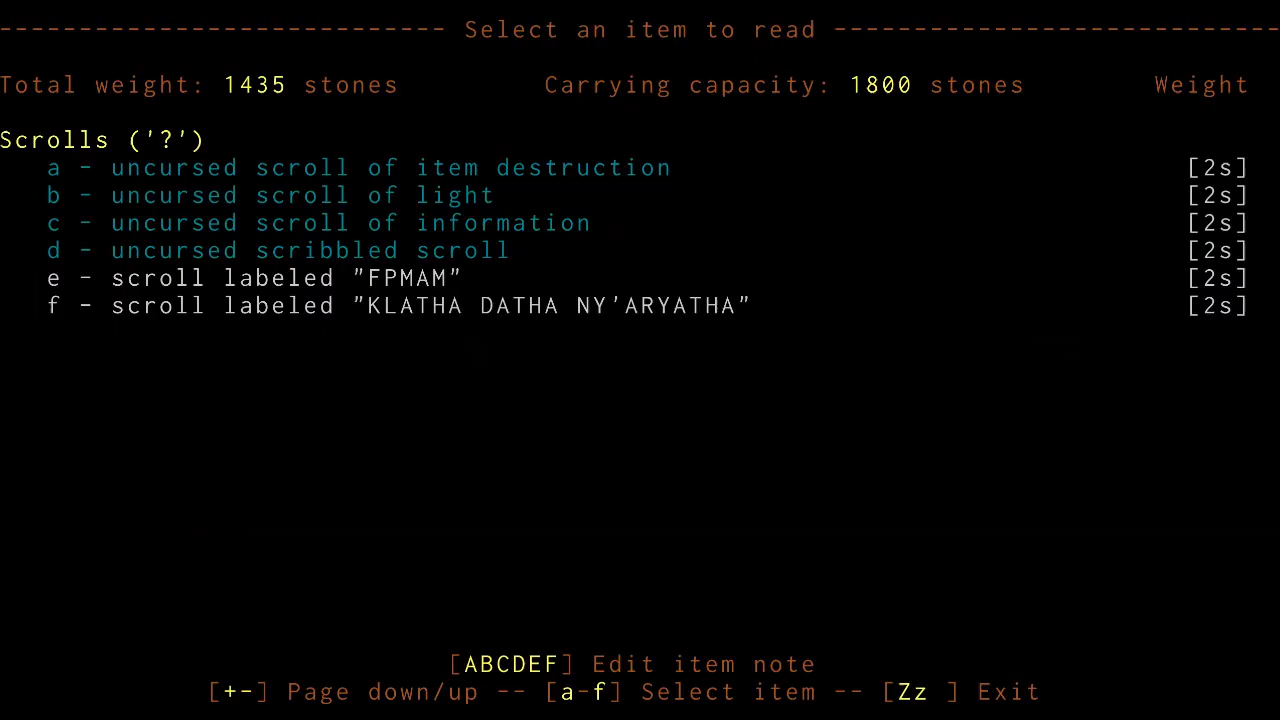 ---------------------------- Select an item to read ----------------------------
Total weight: 1435 stones Carrying capacity: 1800 stones Weight
Scrolls ('?')
a - uncursed scroll of item destruction [2s]
b - uncursed scroll of light [2s]
c - uncursed scroll of information [2s]
d - uncursed scribbled scroll [2s]
e - scroll labeled "FPMAM" [2s]
f - scroll labeled "KLATHA DATHA NY'ARYATHA" [2s]
[ABCDEF] Edit item note
[+-] Page down/up -- [a-f] Select item -- [Zz ] Exit